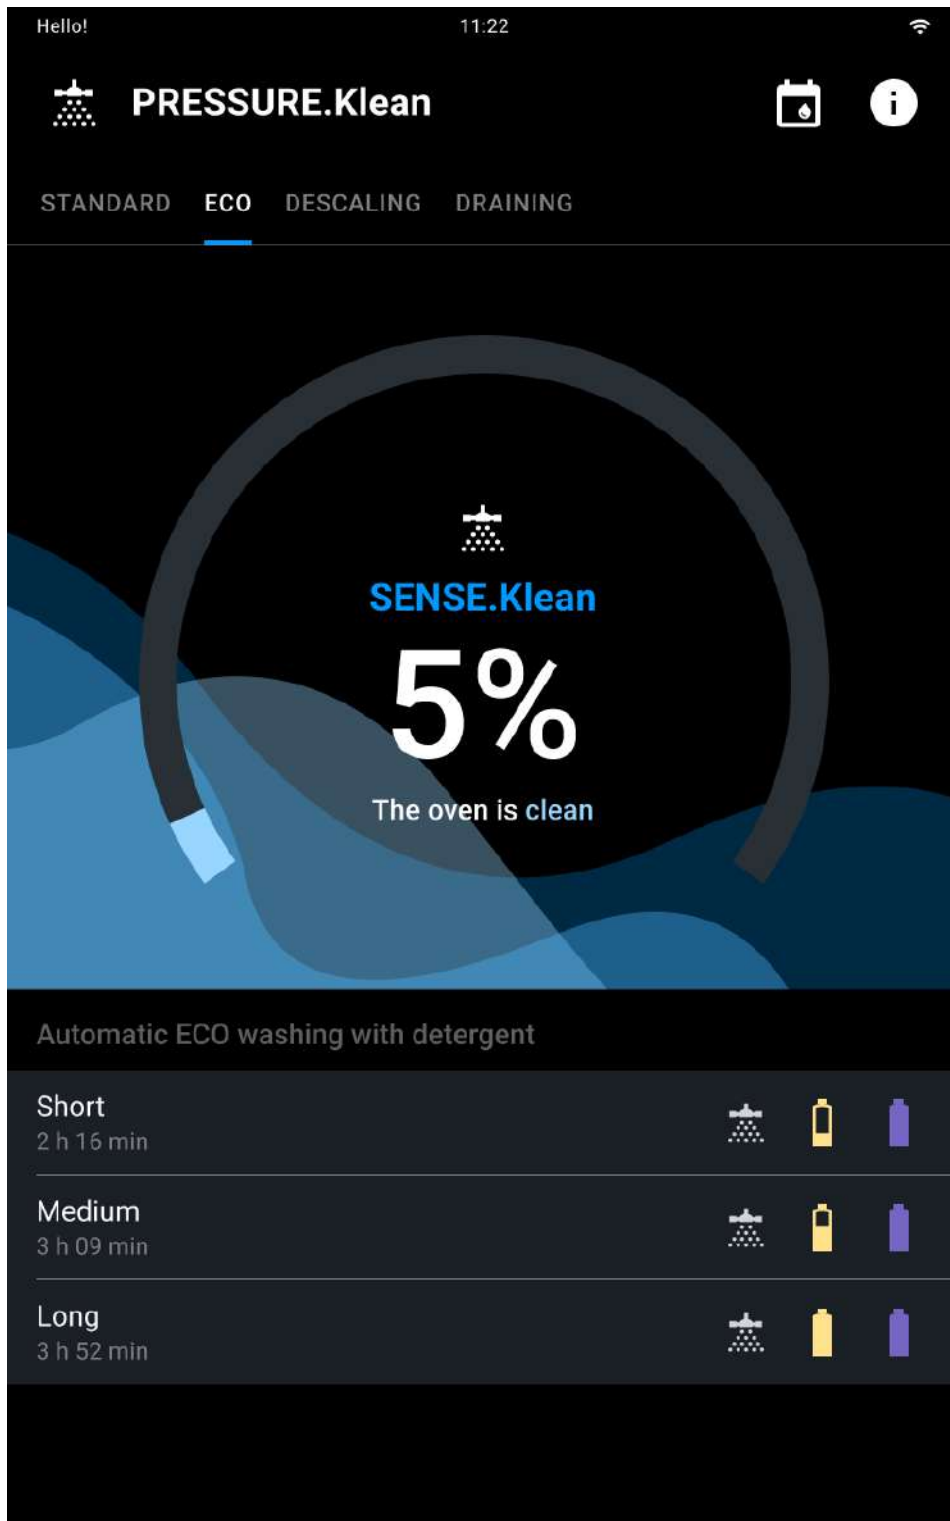 Hello! 11:22
PRESSURE.Klean
STANDARD ECO DESCALING DRAINING
SENSE.Klean
5%
The oven is clean
Automatic ECO washing with detergent
Short
2 h 16 min
Medium
3 h 09 min
Long
3 h 52 min